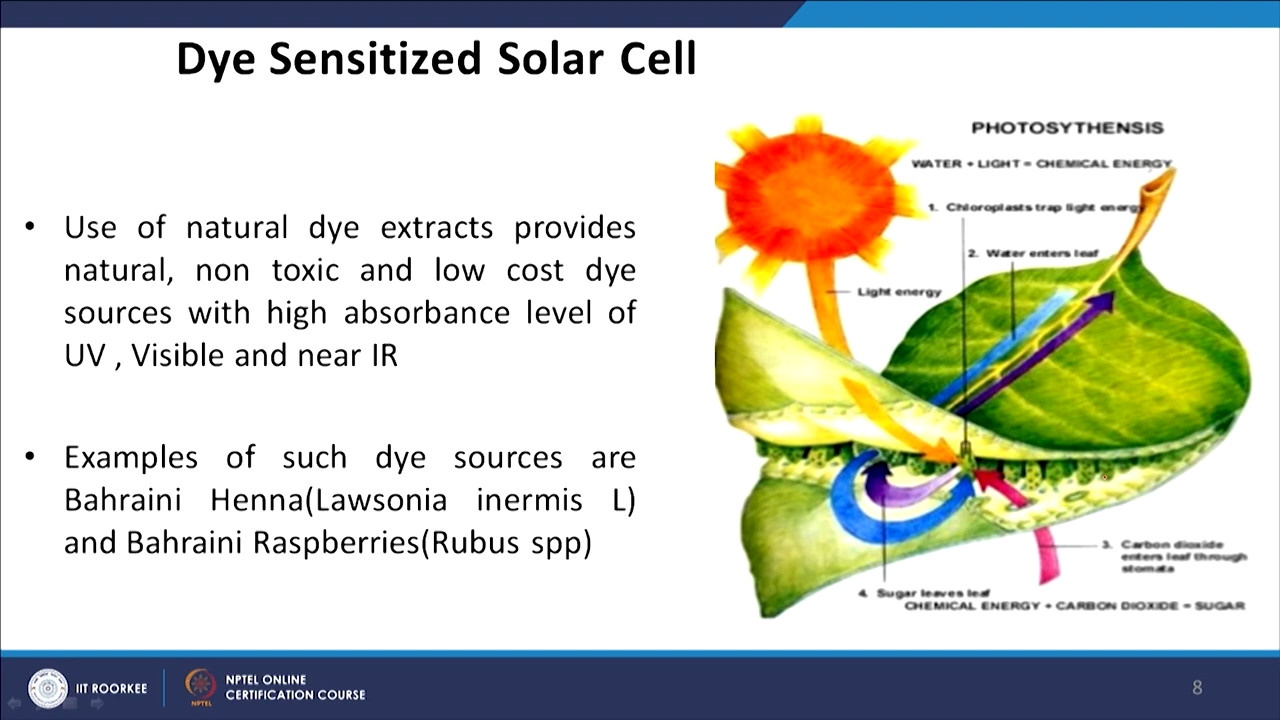 Dye Sensitized Solar Cell
• Use of natural dye extracts provides
natural, non toxic and low cost dye
sources with high absorbance level of
UV , Visible and near IR
• Examples of such dye sources are
Bahraini Henna(Lawsonia inermis L)
and Bahraini Raspberries(Rubus spp)
PHOTOSYTHENSIS
WATER + LIGHT = CHEMICAL ENERGY
1. Chloroplasts trap light energy
2. Water enters leaf
Light energy
3. Carbon dioxide
enters leaf through
stomata
4. Sugar leaves leaf
CHEMICAL ENERGY + CARBON DIOXIDE = SUGAR
IIT ROORKEE
NPTEL
NPTEL ONLINE
CERTIFICATION COURSE
8